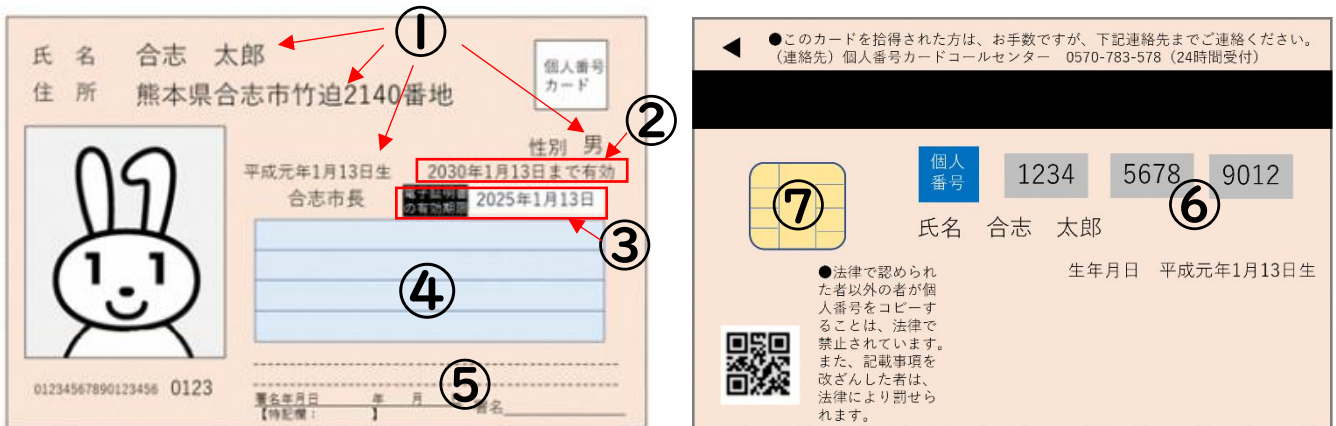 ①
氏 名 合志 太郎
住 所 熊本県合志市竹迫2140番地
個人番号
カード
②
性別 男
平成元年1月13日生 2030年1月13日まで有効
合志市長 電子証明書
の有効期限 2025年1月13日
③
④
⑤
01234567890123456 0123
署名年月日 年 月
【特記欄: 】 署名
●このカードを拾得された方は、お手数ですが、下記連絡先までご連絡ください。
(連絡先)個人番号カードコールセンター 0570-783-578(24時間受付)
個人
番号
1234 5678 9012
⑥
⑦
氏名 合志 太郎
生年月日 平成元年1月13日生
●法律で認められ
た者以外の者が個
人番号をコピーす
ることは、法律で
禁止されています。
また、記載事項を
改ざんした者は、
法律により罰せら
れます。